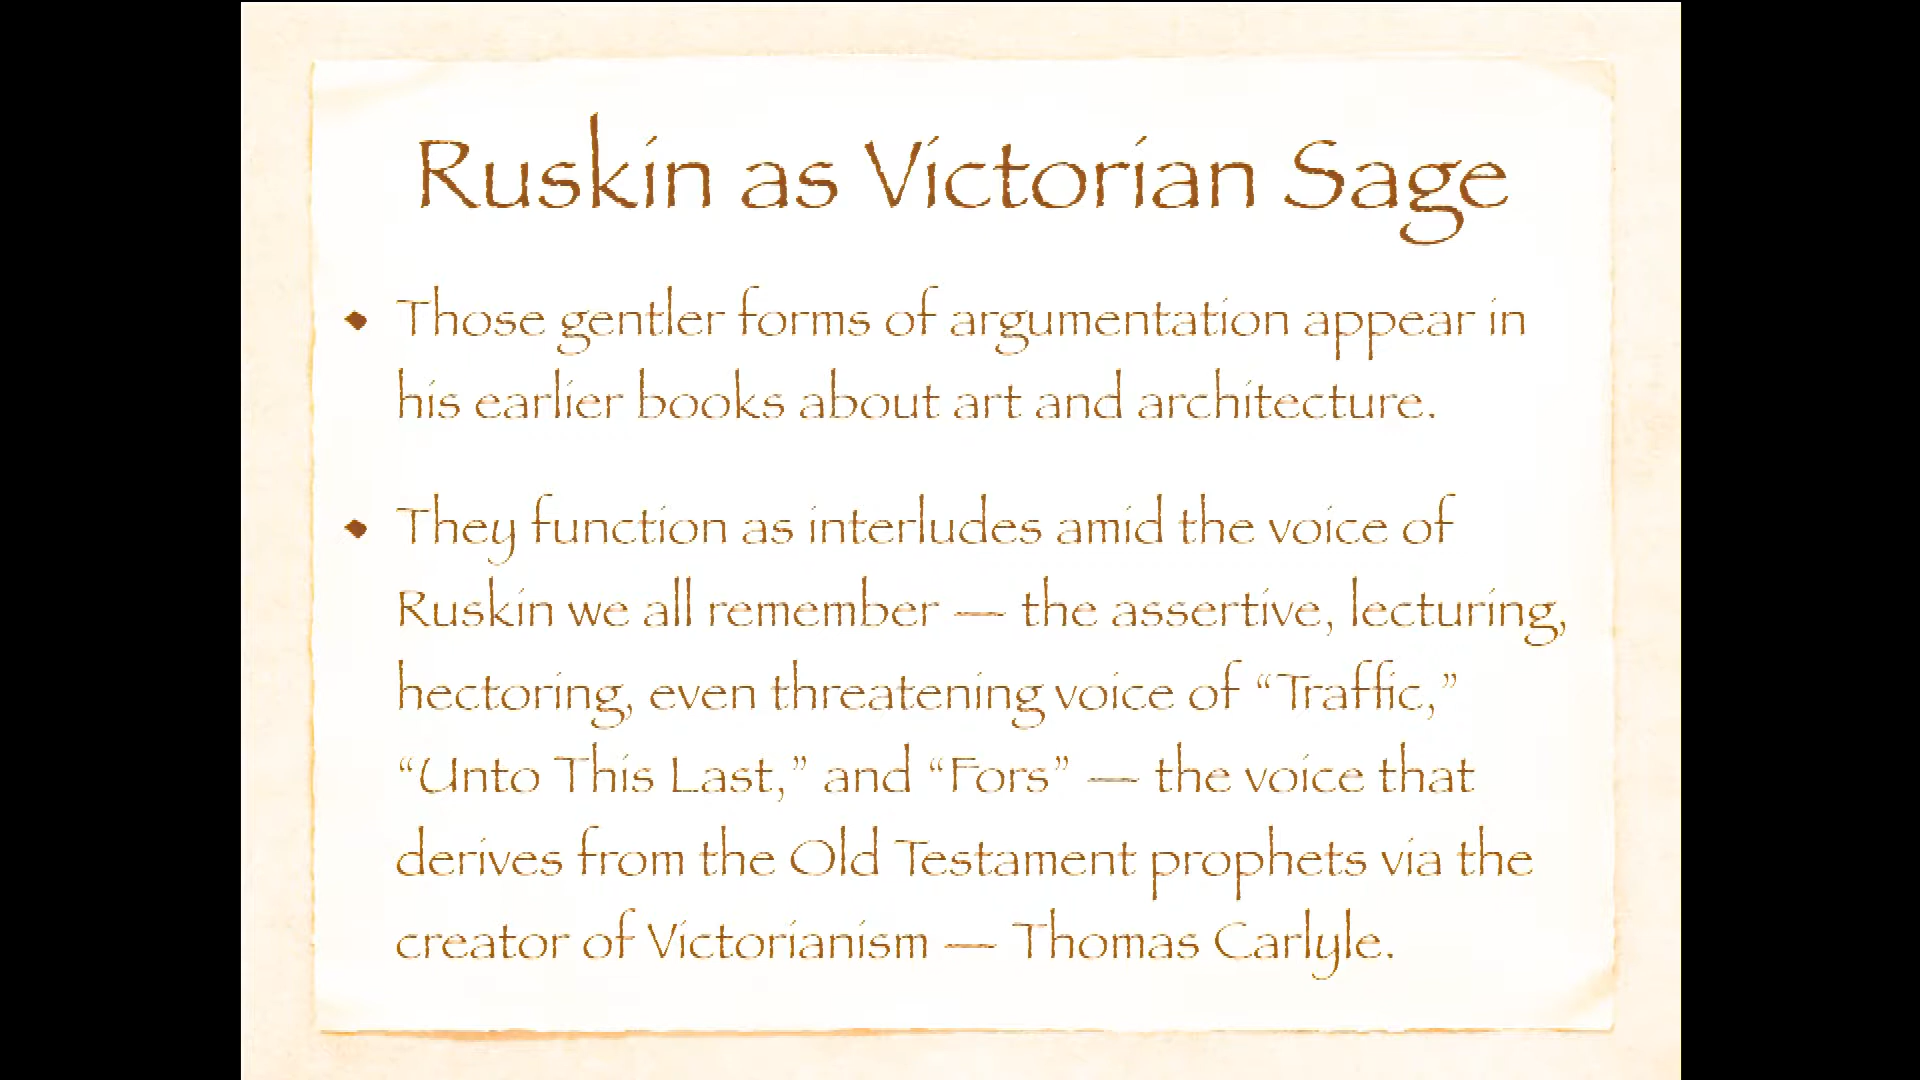 Ruskin as Victorian Sage
• Those gentler forms of argumentation appear in
his earlier books about art and architecture.
• They function as interludes amid the voice of
Ruskin we all remember — the assertive, lecturing,
hectoring, even threatening voice of “Traffic,”
“Unto This Last,” and “Fors” — the voice that
derives from the Old Testament prophets via the
creator of Victorianism — Thomas Carlyle.